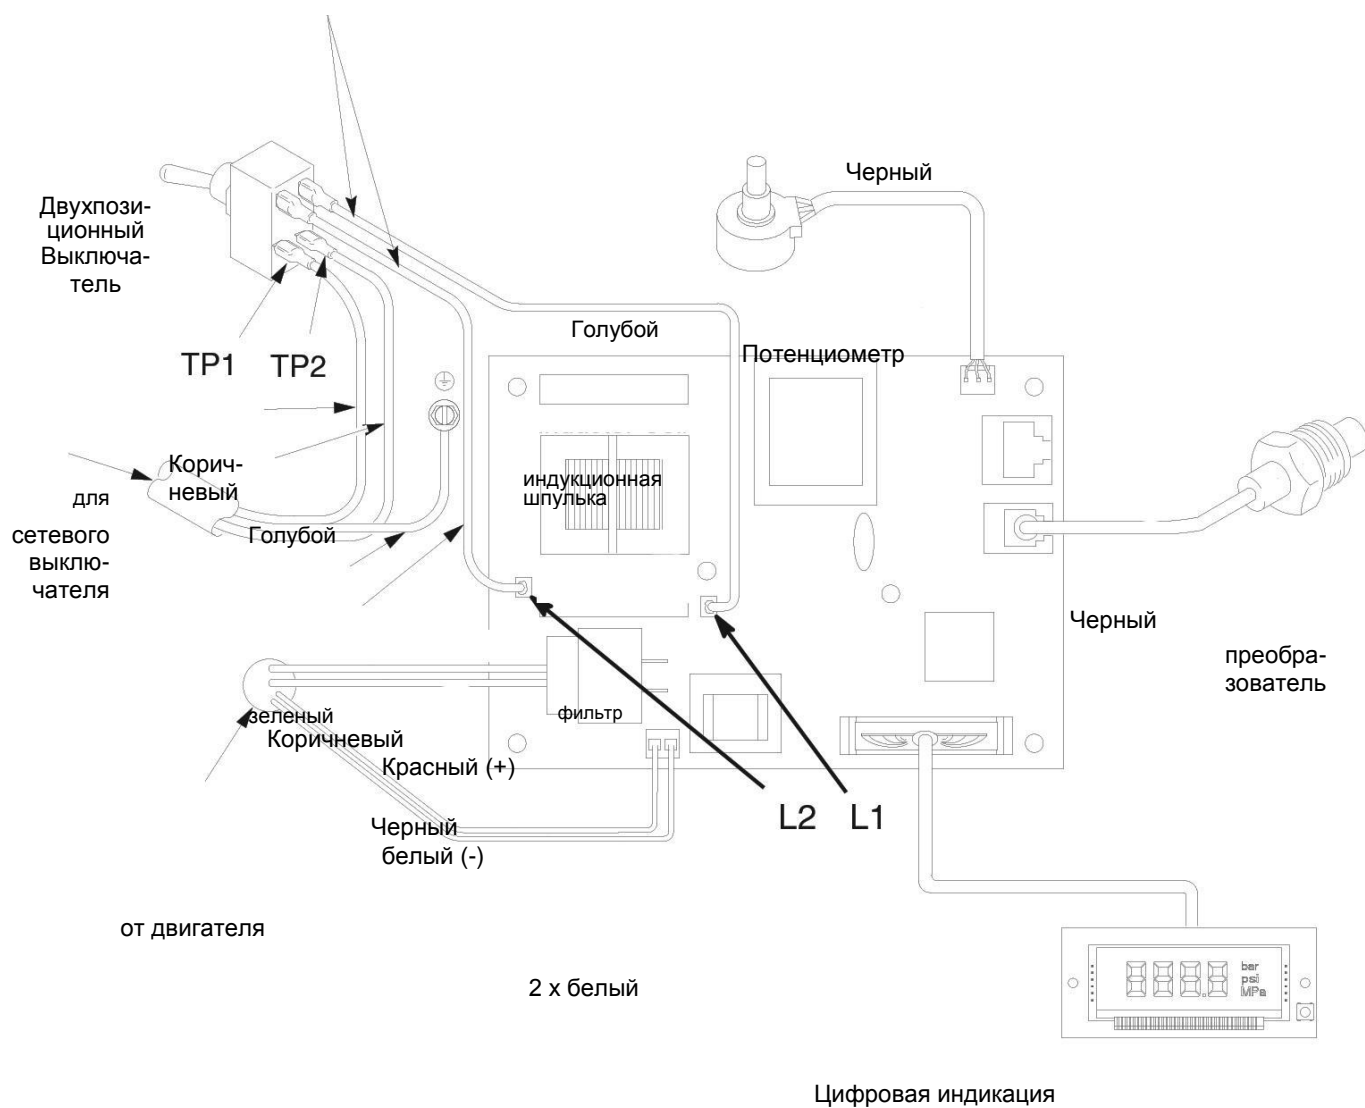 Черный
Двухпози-
ционный
Выключа-
тель
Голубой
Потенциометр
TP1 TP2
Корич-
невый
индукционная
шпулька
для
сетевого
выклю-
чателя
Голубой
Черный
преобра-
зователь
зеленый
фильтр
Коричневый
Красный (+)
L2 L1
Черный
белый (-)
от двигателя
bar
psi
MPa
2 x белый
Цифровая индикация